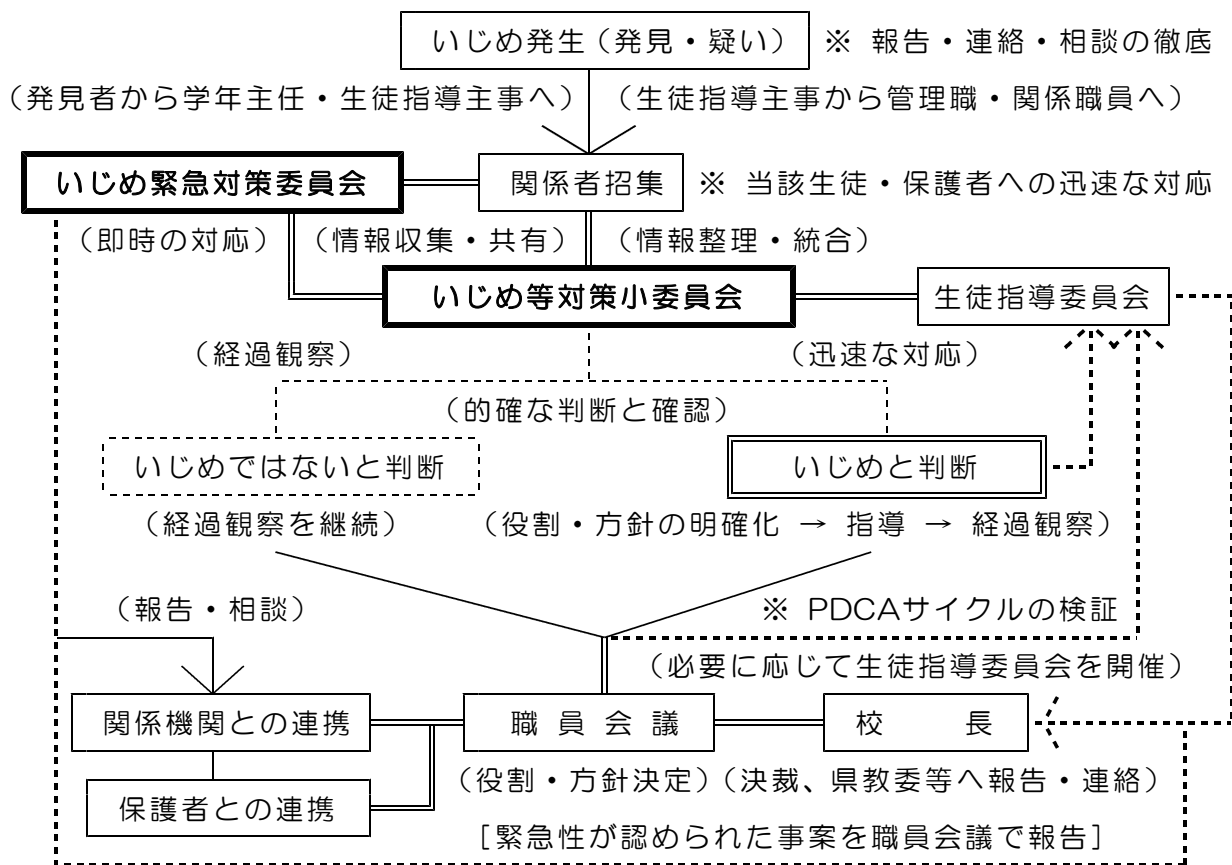 いじめ発生（発見・疑い） ※ 報告・連絡・相談の徹底
（発見者から学年主任・生徒指導主事へ） （生徒指導主事から管理職・関係職員へ）
いじめ緊急対策委員会 関係者招集 ※ 当該生徒・保護者への迅速な対応
（即時の対応） （情報収集・共有） （情報整理・統合）
いじめ等対策小委員会 生徒指導委員会
（経過観察） （迅速な対応）
（的確な判断と確認）
いじめではないと判断 いじめと判断
（経過観察を継続） （役割・方針の明確化 → 指導 → 経過観察）
（報告・相談） ※ PDCAサイクルの検証
（必要に応じて生徒指導委員会を開催）
関係機関との連携 職員会議 校長
（役割・方針決定）（決裁、県教委等へ報告・連絡）
保護者との連携
［緊急性が認められた事案を職員会議で報告］